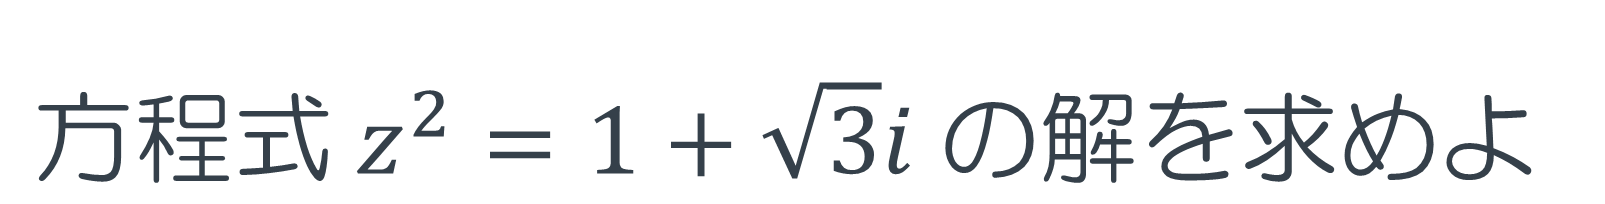 方程式 z² = 1 + √3i の解を求めよ